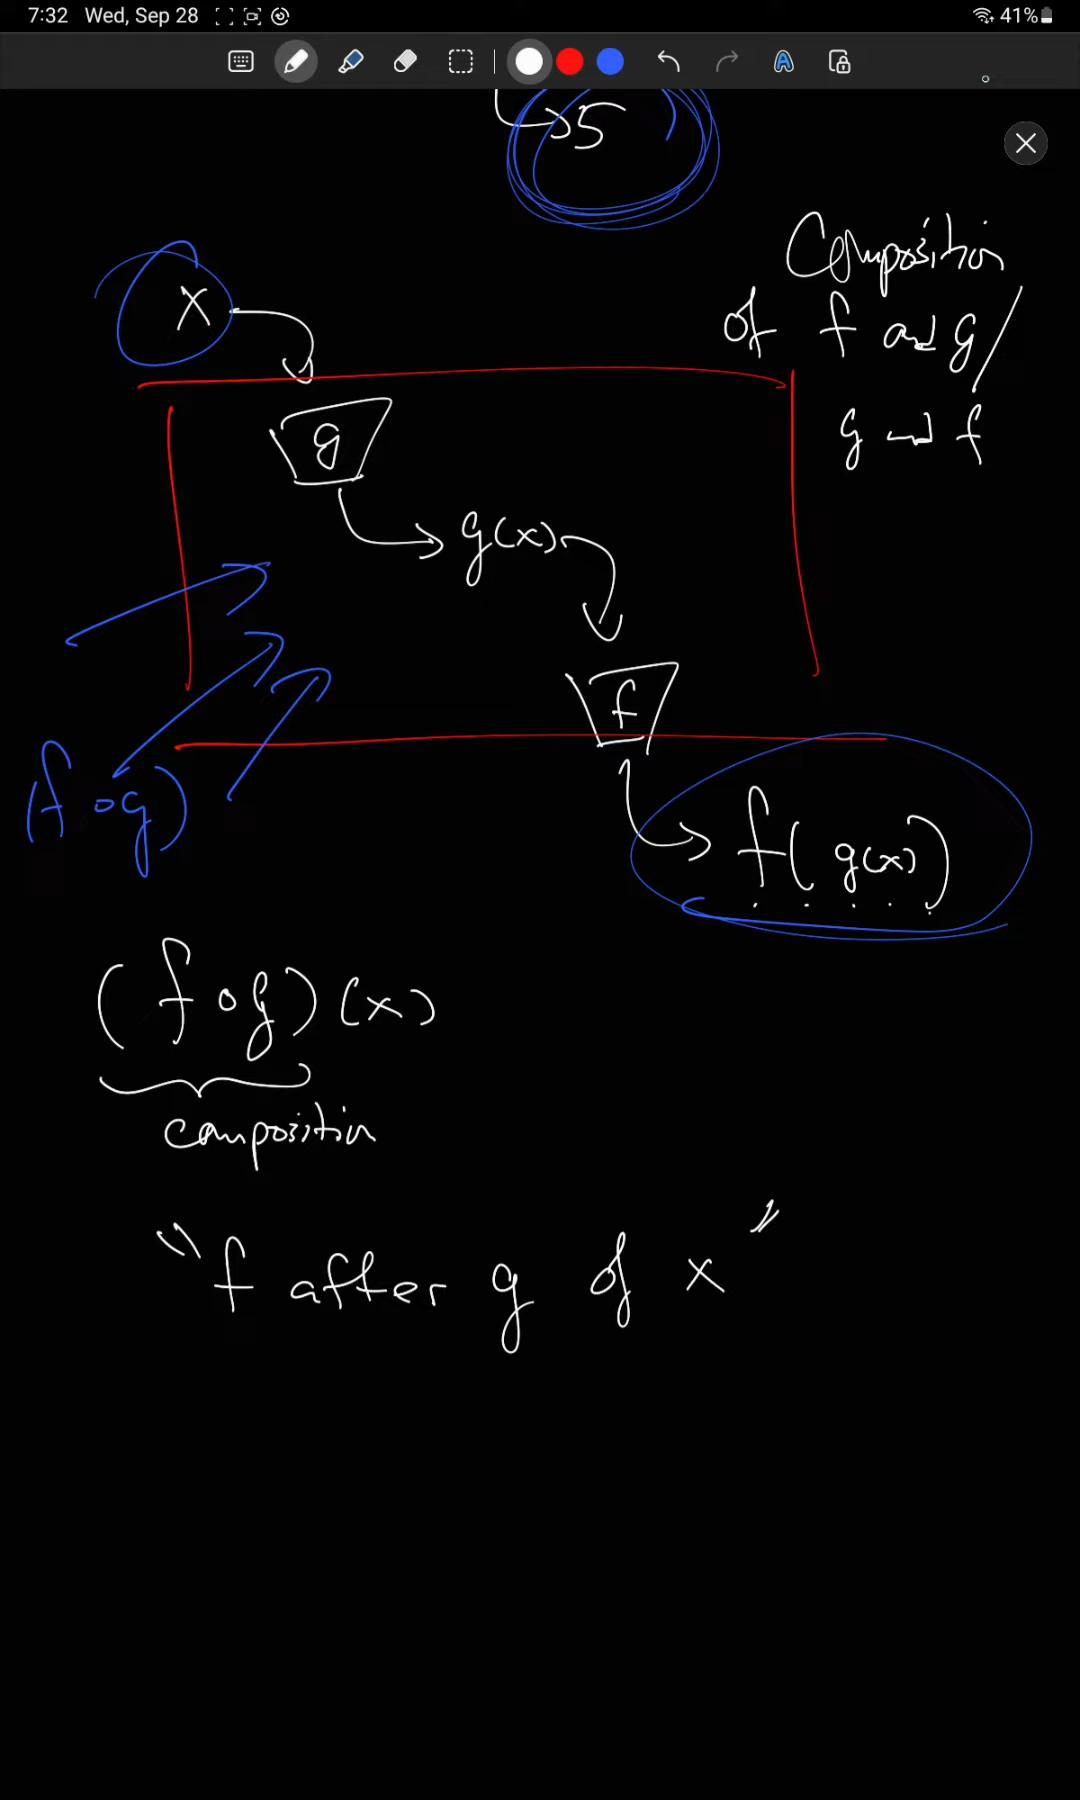 7:32 Wed, Sep 28 41%
5
Composition
of f and g/
g and f
x
g
g(x)
f
(f∘g)
f(g(x))
(f∘g)(x)
composition
"f after g of x"